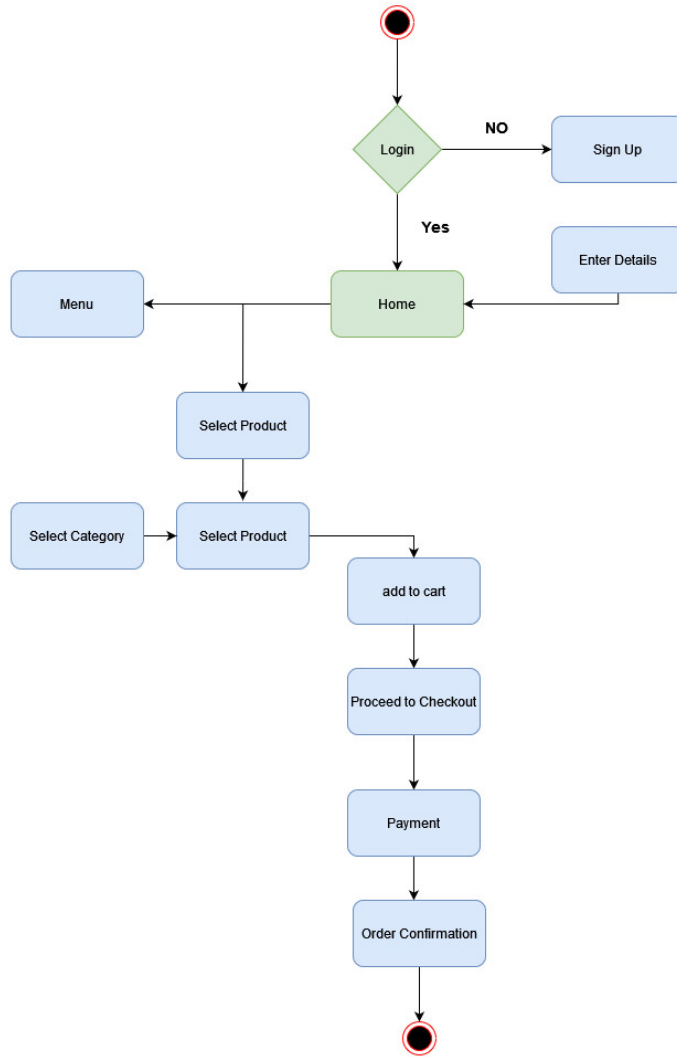 Login
NO
Sign Up
Yes
Enter Details
Menu
Home
Select Product
Select Category
Select Product
add to cart
Proceed to Checkout
Payment
Order Confirmation